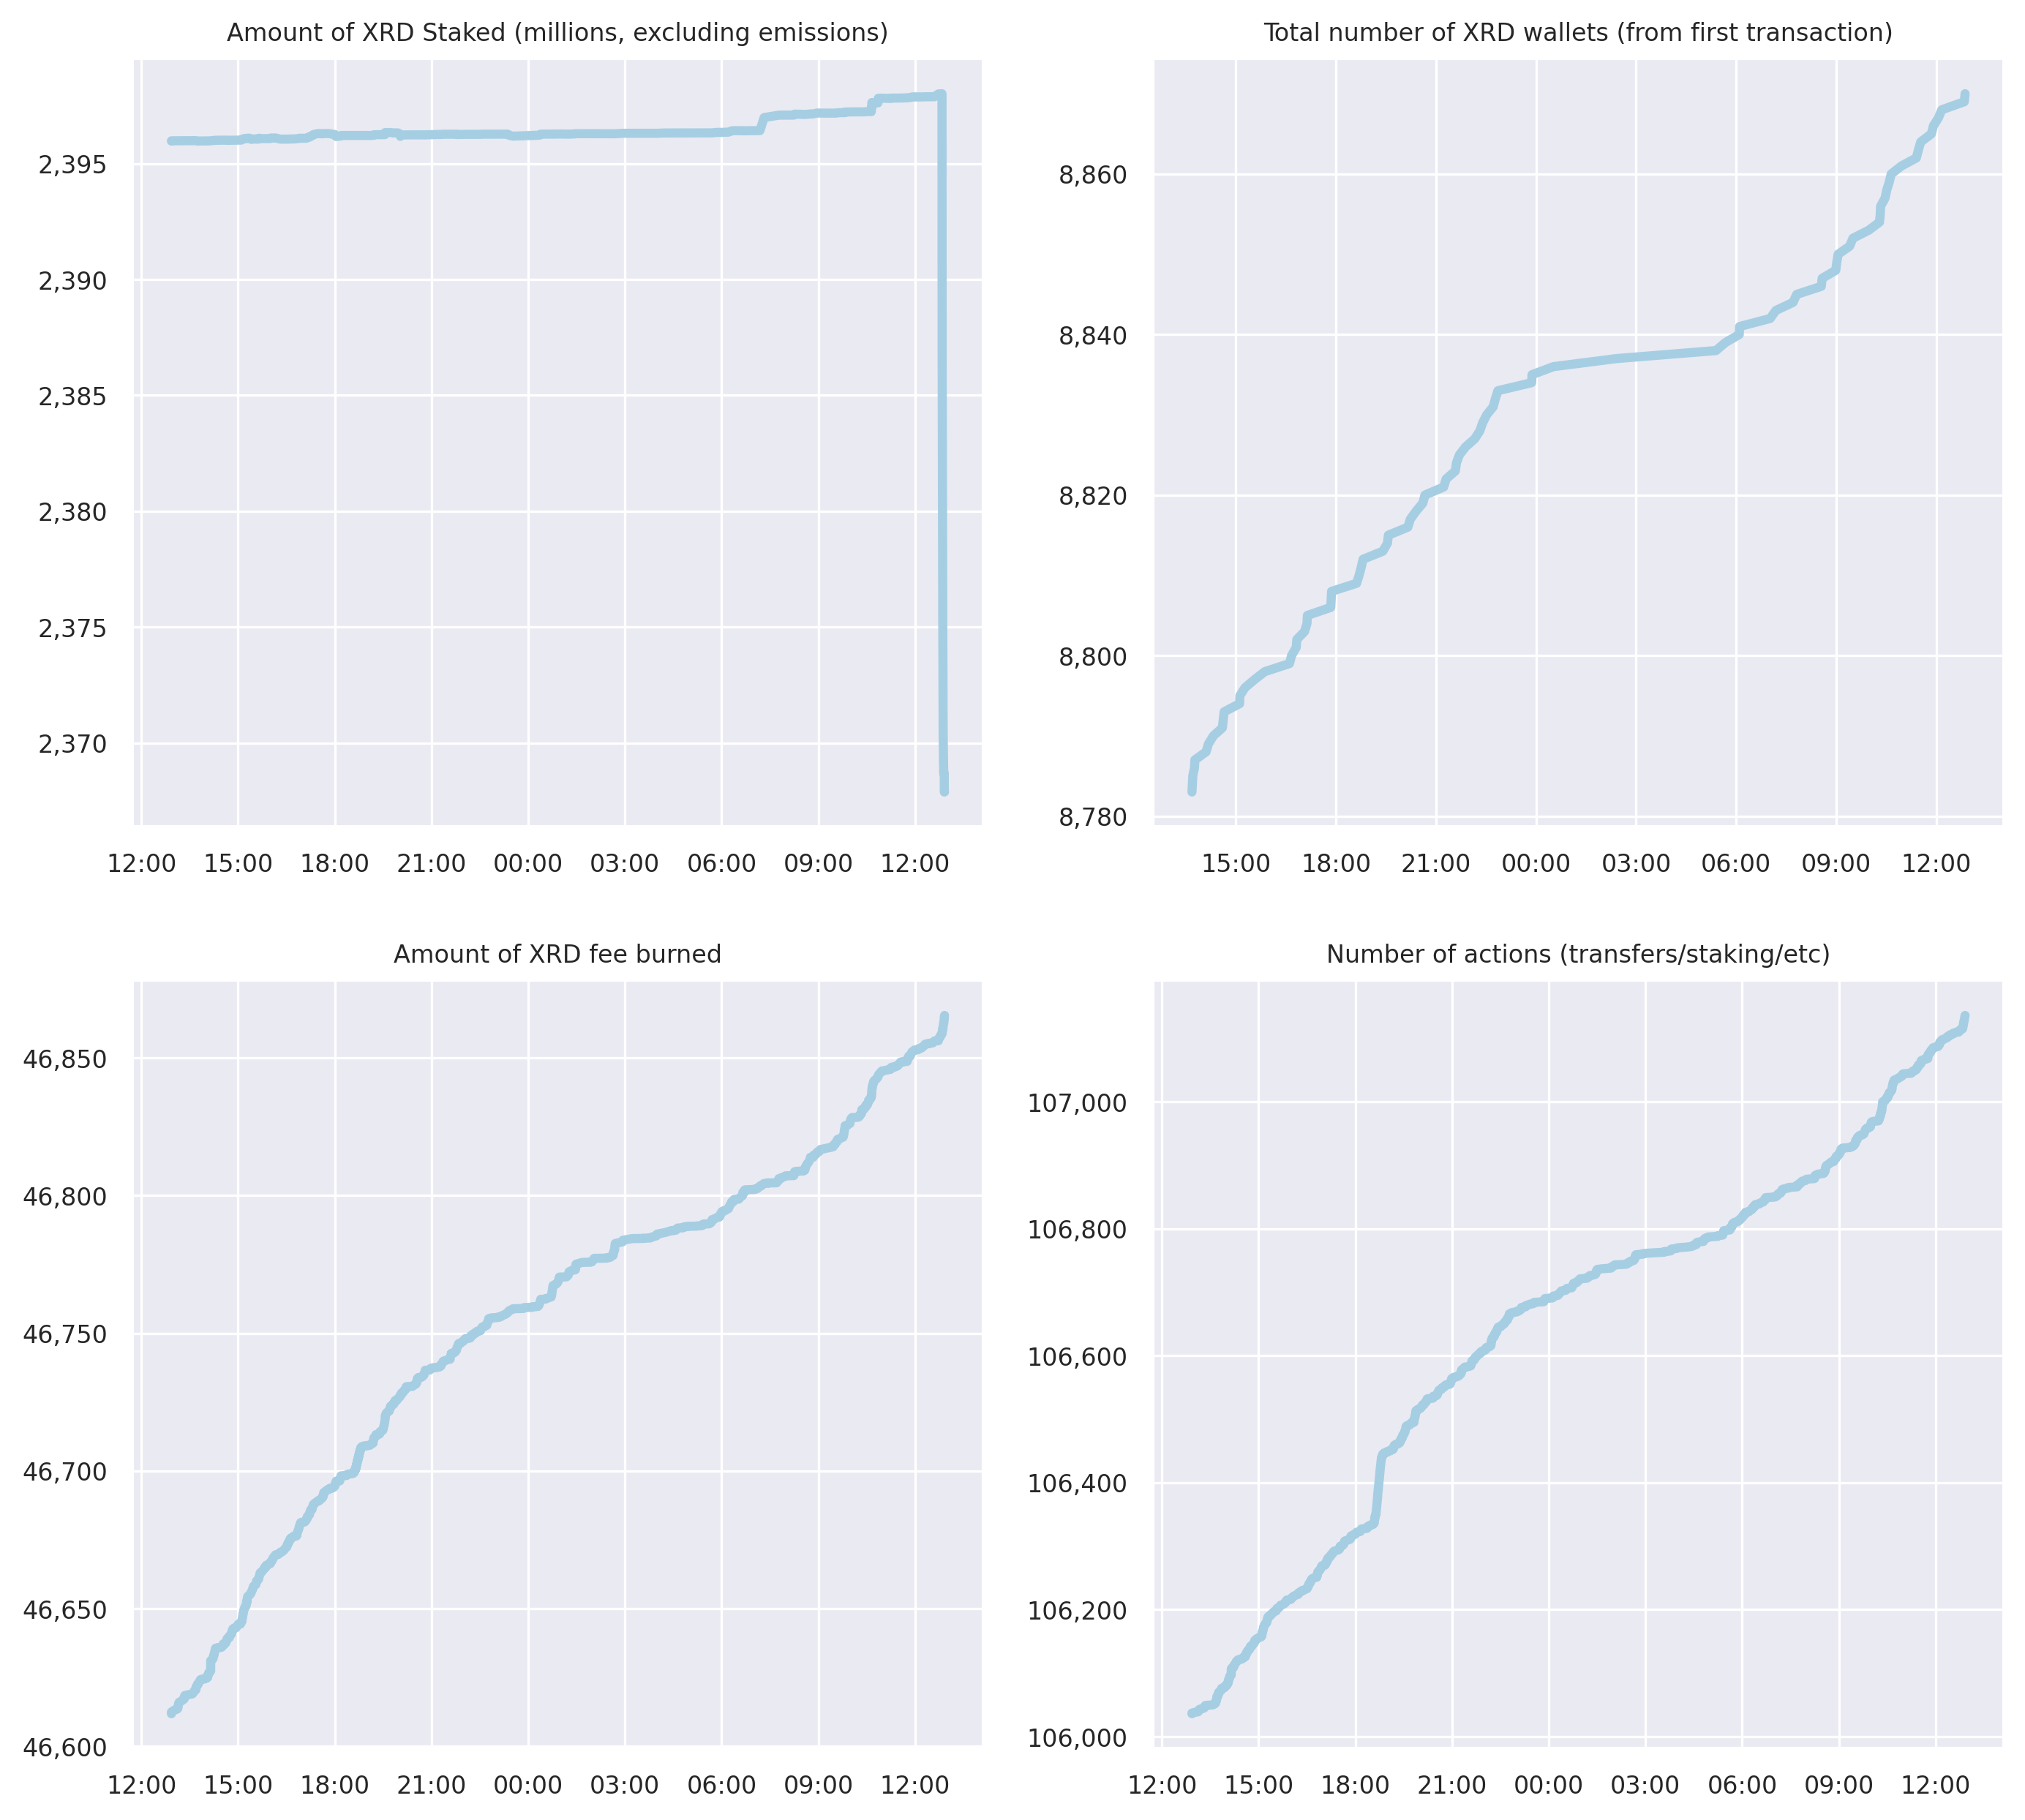 Amount of XRD Staked (millions, excluding emissions)
2,395
2,390
2,385
2,380
2,375
2,370
12:00 15:00 18:00 21:00 00:00 03:00 06:00 09:00 12:00
Total number of XRD wallets (from first transaction)
8,860
8,840
8,820
8,800
8,780
15:00 18:00 21:00 00:00 03:00 06:00 09:00 12:00
Amount of XRD fee burned
46,850
46,800
46,750
46,700
46,650
46,600
12:00 15:00 18:00 21:00 00:00 03:00 06:00 09:00 12:00
Number of actions (transfers/staking/etc)
107,000
106,800
106,600
106,400
106,200
106,000
12:00 15:00 18:00 21:00 00:00 03:00 06:00 09:00 12:00